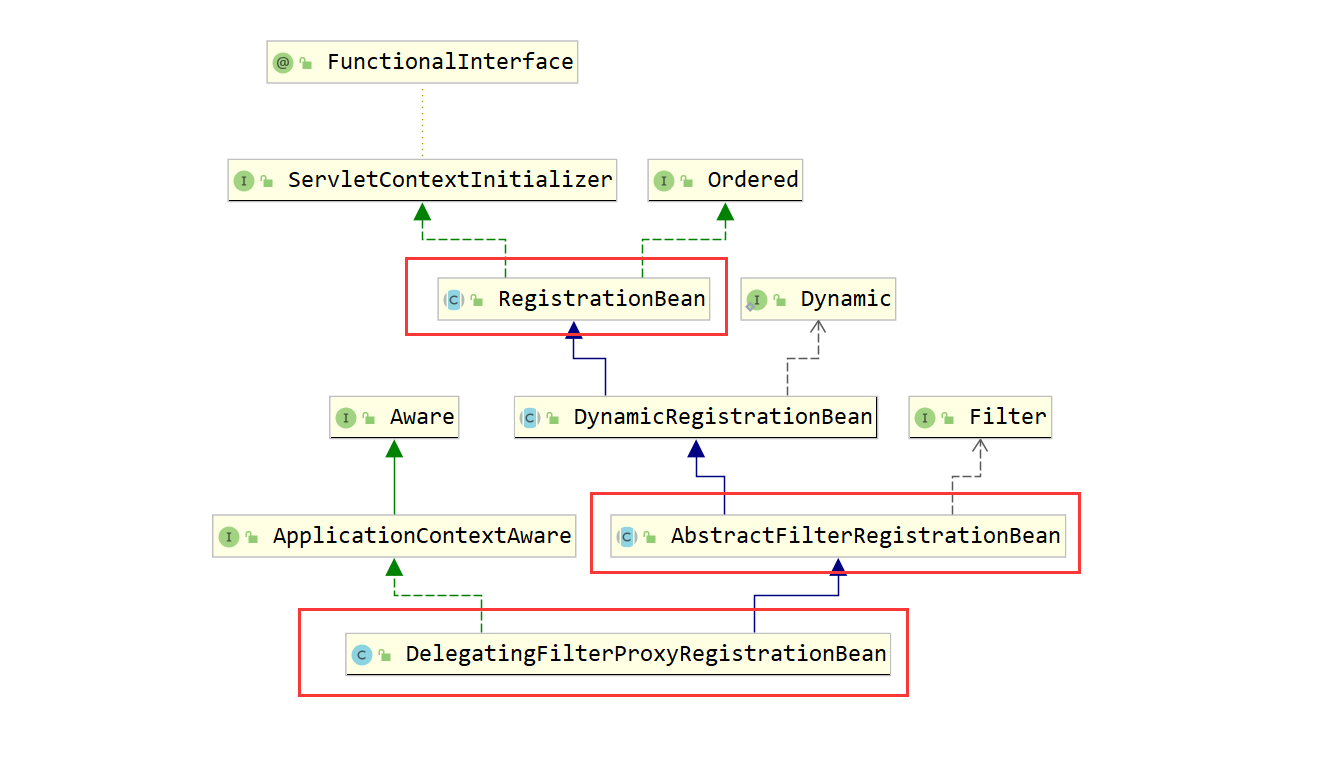 @ FunctionalInterface
I ServletContextInitializer
I Ordered
C RegistrationBean
I Dynamic
I Aware
C DynamicRegistrationBean
I Filter
I ApplicationContextAware
C AbstractFilterRegistrationBean
C DelegatingFilterProxyRegistrationBean